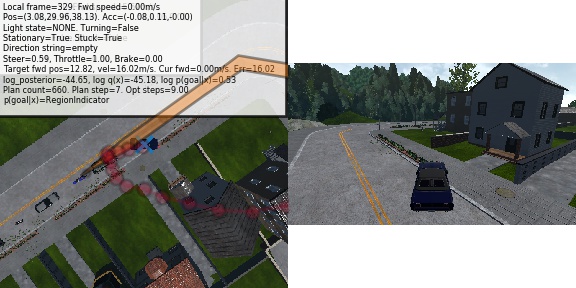 Local frame=329. Fwd speed=0.00m/s
Pos=(3.08,29.96,38.13). Acc=(-0.08,0.11,-0.00)
Light state=NONE. Turning=False
Stationary=True. Stuck=True
Direction string=empty
Steer=0.59, Throttle=1.00, Brake=0.00
Target fwd pos=12.82, vel=16.02m/s. Cur fwd=0.00m/s. Err=16.02
log_posterior=-44.65, log q(x)=-45.18, log p(goal|x)=0.53
Plan count=660. Plan step=7. Opt steps=9.00
p(goal|x)=RegionIndicator